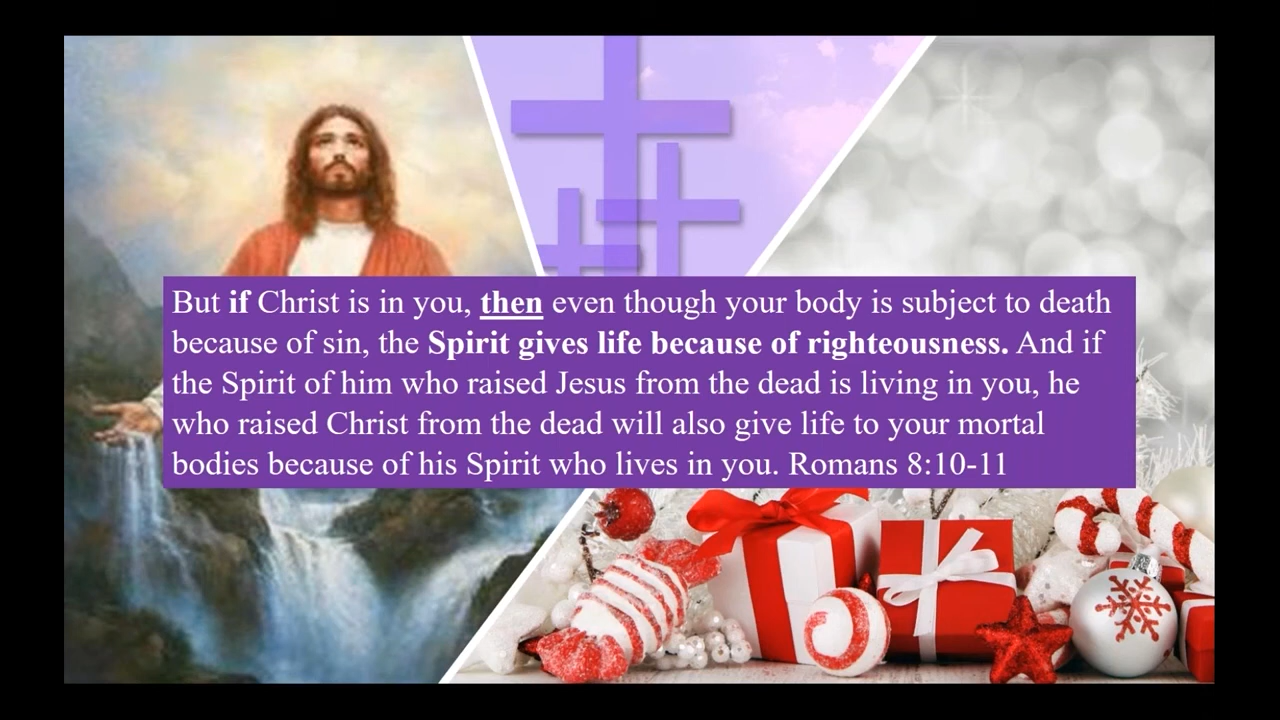 But if Christ is in you, then even though your body is subject to death
because of sin, the Spirit gives life because of righteousness. And if
the Spirit of him who raised Jesus from the dead is living in you, he
who raised Christ from the dead will also give life to your mortal
bodies because of his Spirit who lives in you. Romans 8:10-11